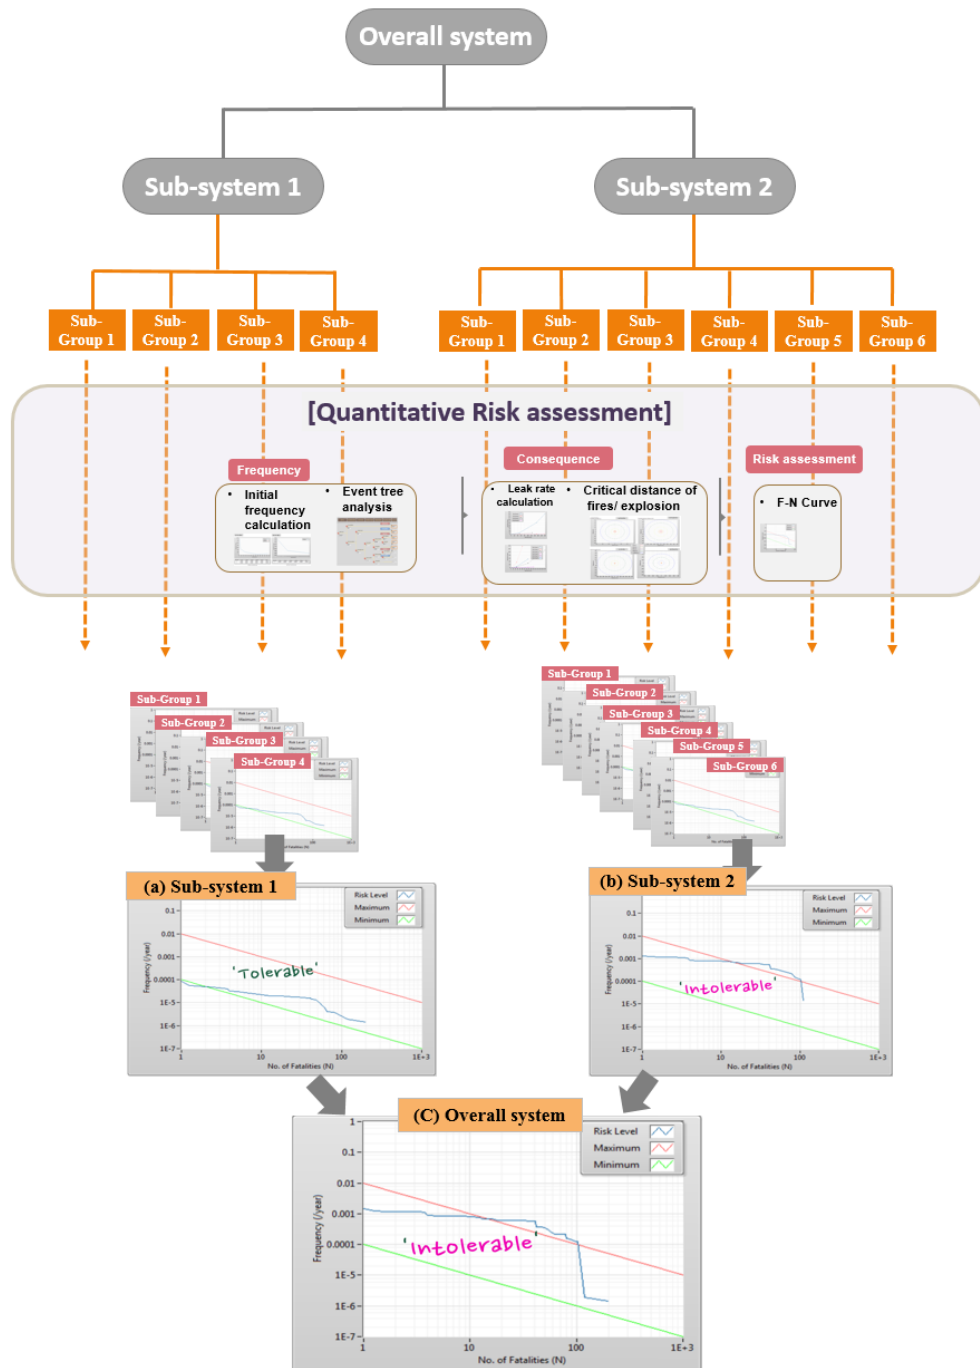 Overall system
Sub-system 1
Sub-system 2
Sub-
Group 1
Sub-
Group 2
Sub-
Group 3
Sub-
Group 4
Sub-
Group 1
Sub-
Group 2
Sub-
Group 3
Sub-
Group 4
Sub-
Group 5
Sub-
Group 6
[Quantitative Risk assessment]
Frequency
• Initial
frequency
calculation
• Event tree
analysis
Consequence
• Leak rate
calculation
• Critical distance of
fires/ explosion
Risk assessment
• F-N Curve
Sub-Group 1
Sub-Group 2
Sub-Group 3
Sub-Group 4
Sub-Group 1
Sub-Group 2
Sub-Group 3
Sub-Group 4
Sub-Group 5
Sub-Group 6
(a) Sub-system 1
Risk Level
Maximum
Minimum
Frequency (/year)
0.1
0.01
0.001
0.0001
1E-5
1E-6
1E-7
'Tolerable'
1
10
100
1E+3
No. of Fatalities (N)
(b) Sub-system 2
Risk Level
Maximum
Minimum
Frequency (/year)
0.1
0.01
0.001
0.0001
1E-5
1E-6
1E-7
'Intolerable'
1
10
100
1E+3
No. of Fatalities (N)
(C) Overall system
Risk Level
Maximum
Minimum
Frequency (/year)
1
0.1
0.01
0.001
0.0001
1E-5
1E-6
1E-7
'Intolerable'
1
10
100
1E+3
No. of Fatalities (N)